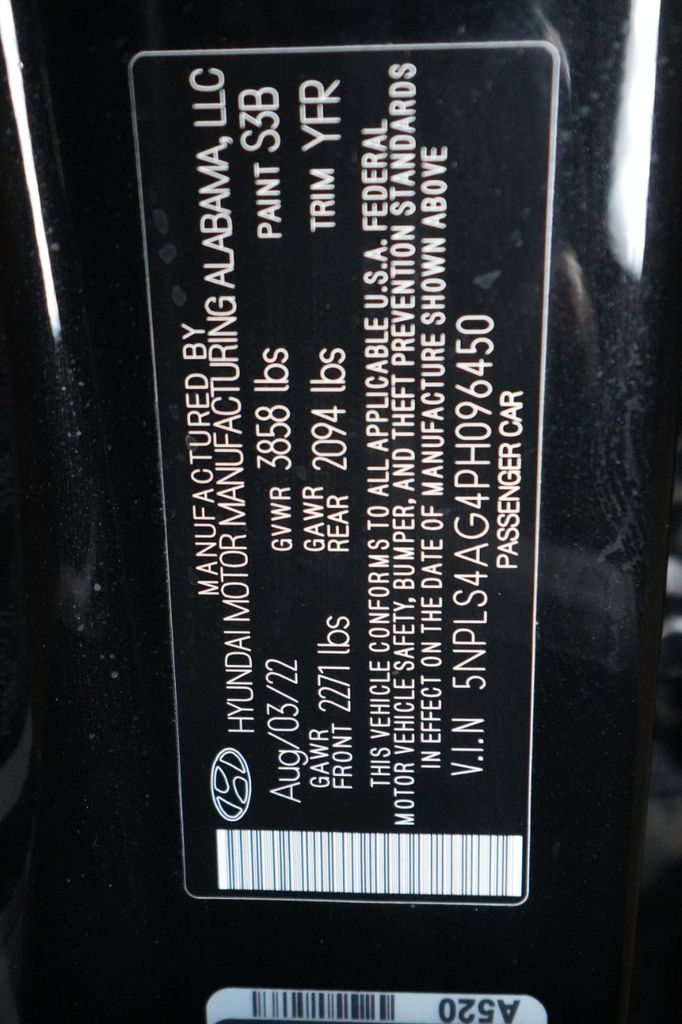 MANUFACTURED BY
HYUNDAI MOTOR MANUFACTURING ALABAMA, LLC
Aug/03/22 GVWR 3858 lbs PAINT S3B
GAWR FRONT 2271 lbs GAWR REAR 2094 lbs TRIM YFR
THIS VEHICLE CONFORMS TO ALL APPLICABLE U.S.A. FEDERAL
MOTOR VEHICLE SAFETY, BUMPER, AND THEFT PREVENTION STANDARDS
IN EFFECT ON THE DATE OF MANUFACTURE SHOWN ABOVE
V.I.N 5NPLS4AG4PH096450
PASSENGER CAR
A520